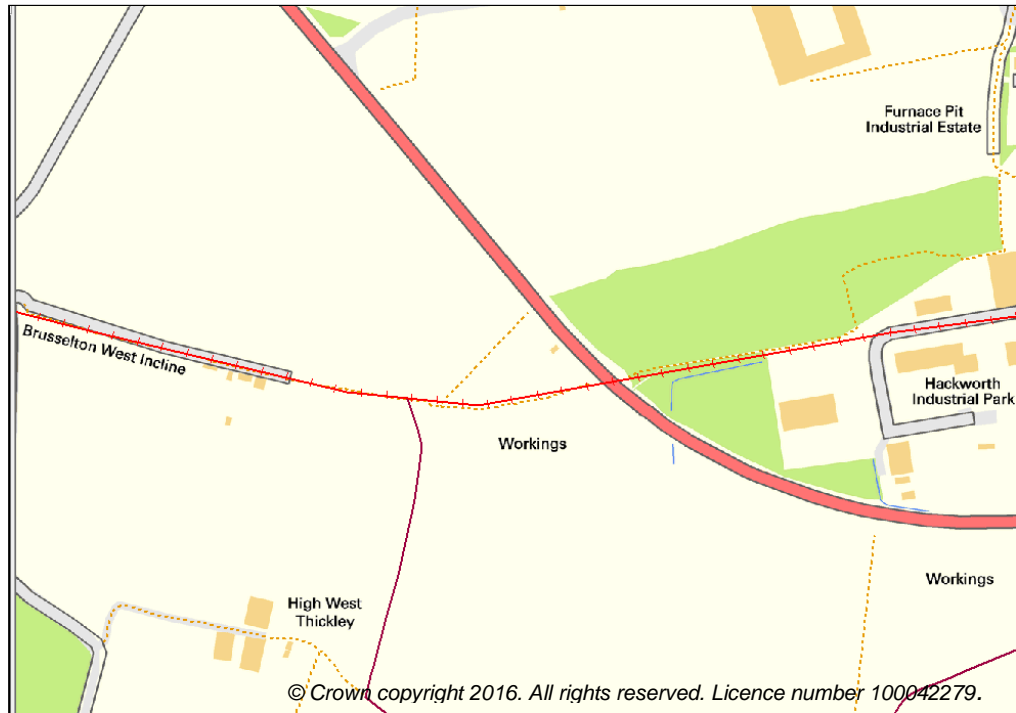 Furnace Pit
Industrial Estate
Brusselton West Incline
Hackworth
Industrial Park
Workings
Workings
High West
Thickley
© Crown copyright 2016. All rights reserved. Licence number 100042279.